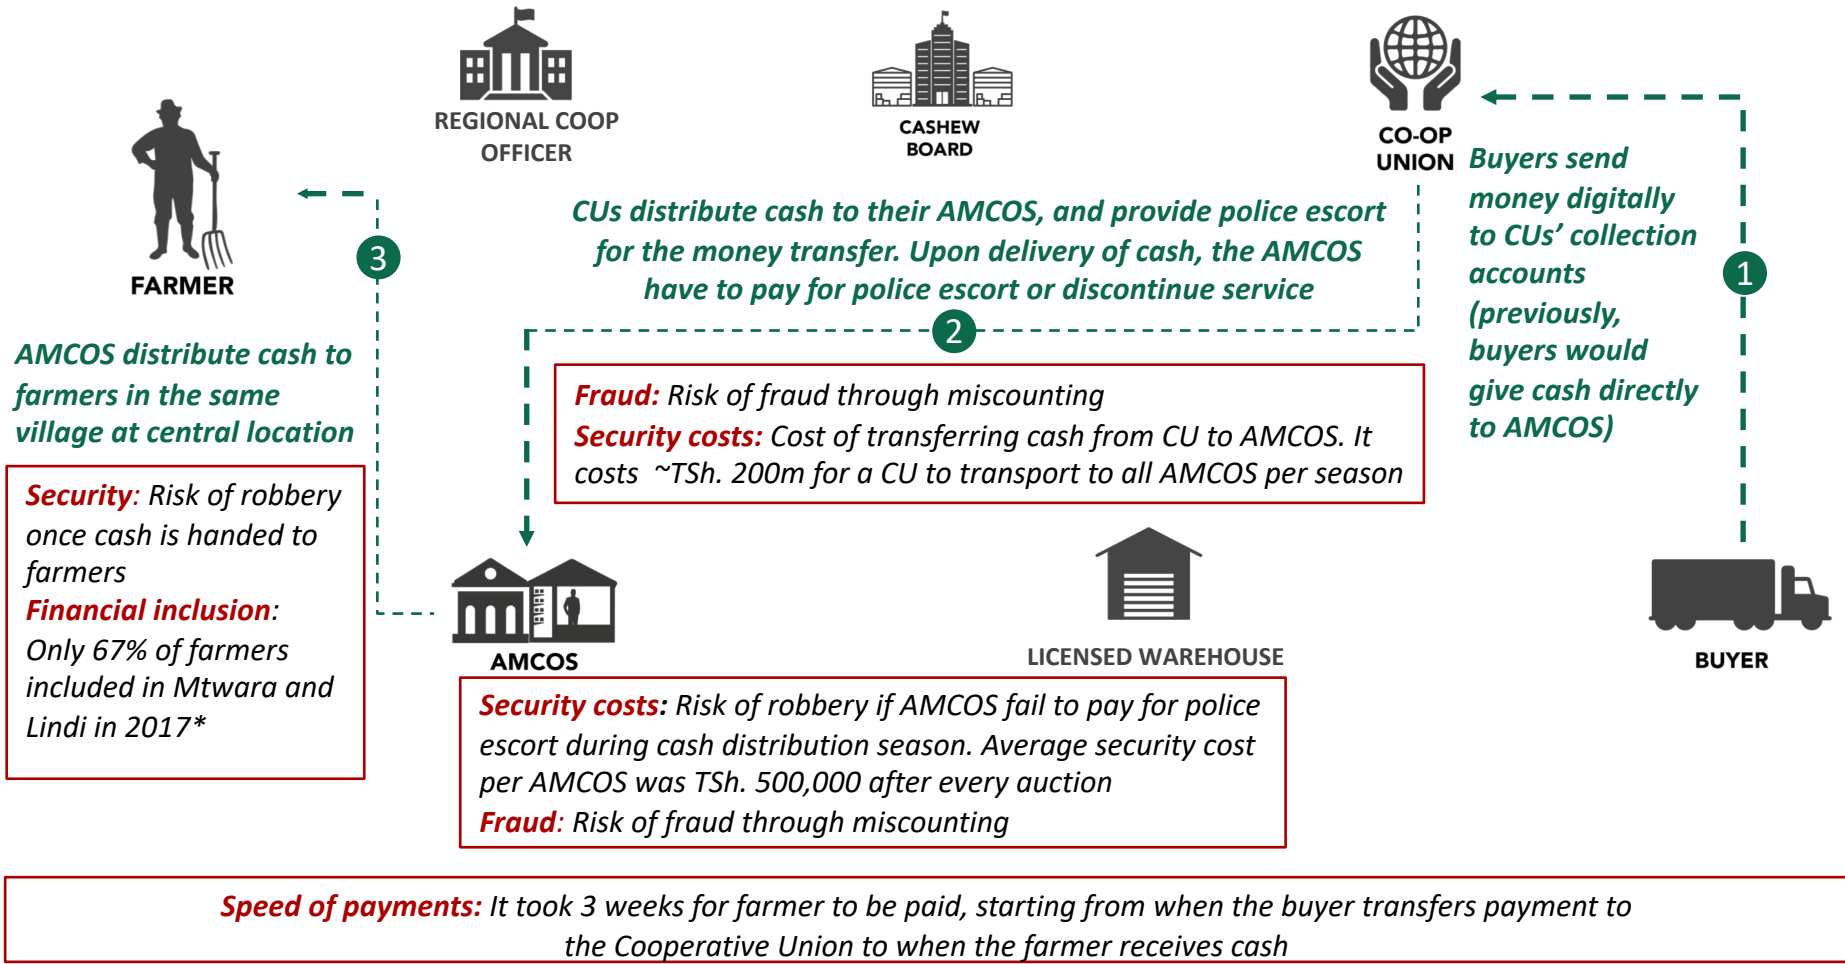 REGIONAL COOP
OFFICER
CASHEW
BOARD
CO-OP
UNION
FARMER
Buyers send
money digitally
to CUs’ collection
accounts
(previously,
buyers would
give cash directly
to AMCOS)
1
CUs distribute cash to their AMCOS, and provide police escort
for the money transfer. Upon delivery of cash, the AMCOS
have to pay for police escort or discontinue service
2
3
AMCOS distribute cash to
farmers in the same
village at central location
Fraud: Risk of fraud through miscounting
Security costs: Cost of transferring cash from CU to AMCOS. It
costs ~TSh. 200m for a CU to transport to all AMCOS per season
Security: Risk of robbery
once cash is handed to
farmers
Financial inclusion:
Only 67% of farmers
included in Mtwara and
Lindi in 2017*
AMCOS
LICENSED WAREHOUSE
BUYER
Security costs: Risk of robbery if AMCOS fail to pay for police
escort during cash distribution season. Average security cost
per AMCOS was TSh. 500,000 after every auction
Fraud: Risk of fraud through miscounting
Speed of payments: It took 3 weeks for farmer to be paid, starting from when the buyer transfers payment to
the Cooperative Union to when the farmer receives cash